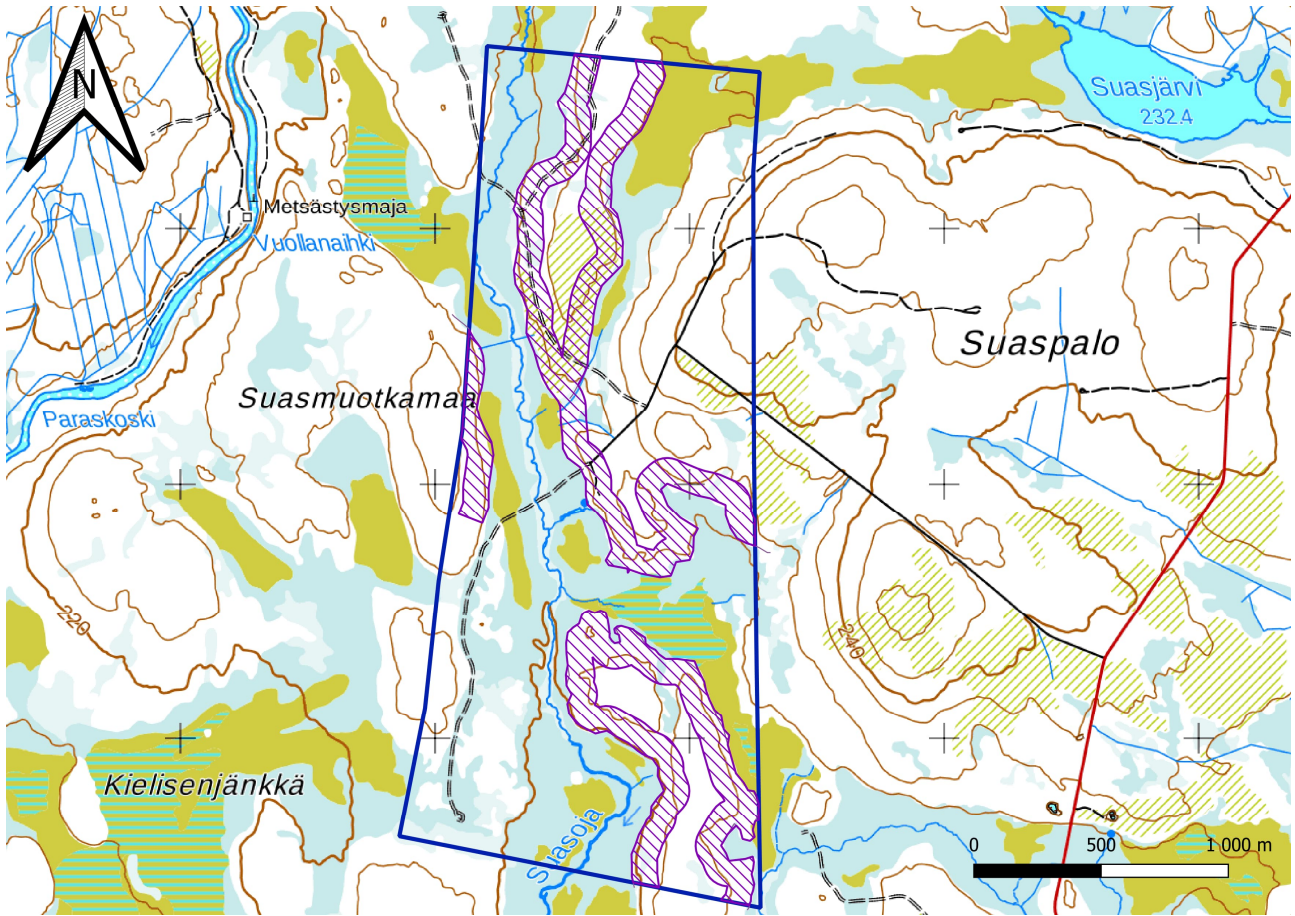 N
Suasjärvi
232.4
Metsästysmaja
Vuollanaihki
Suaspalo
Suasmuotkamaa
Paraskoski
220
240
Kielisenjänkkä
Suasoja
0 500 1 000 m